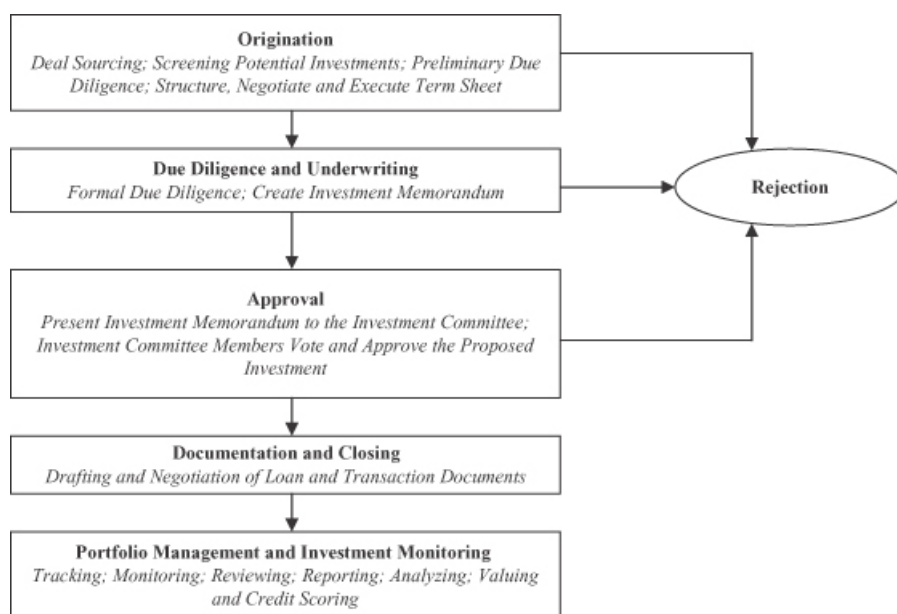 Origination
Deal Sourcing; Screening Potential Investments; Preliminary Due
Diligence; Structure, Negotiate and Execute Term Sheet
Due Diligence and Underwriting
Formal Due Diligence; Create Investment Memorandum
Rejection
Approval
Present Investment Memorandum to the Investment Committee;
Investment Committee Members Vote and Approve the Proposed
Investment
Documentation and Closing
Drafting and Negotiation of Loan and Transaction Documents
Portfolio Management and Investment Monitoring
Tracking; Monitoring; Reviewing; Reporting; Analyzing; Valuing
and Credit Scoring